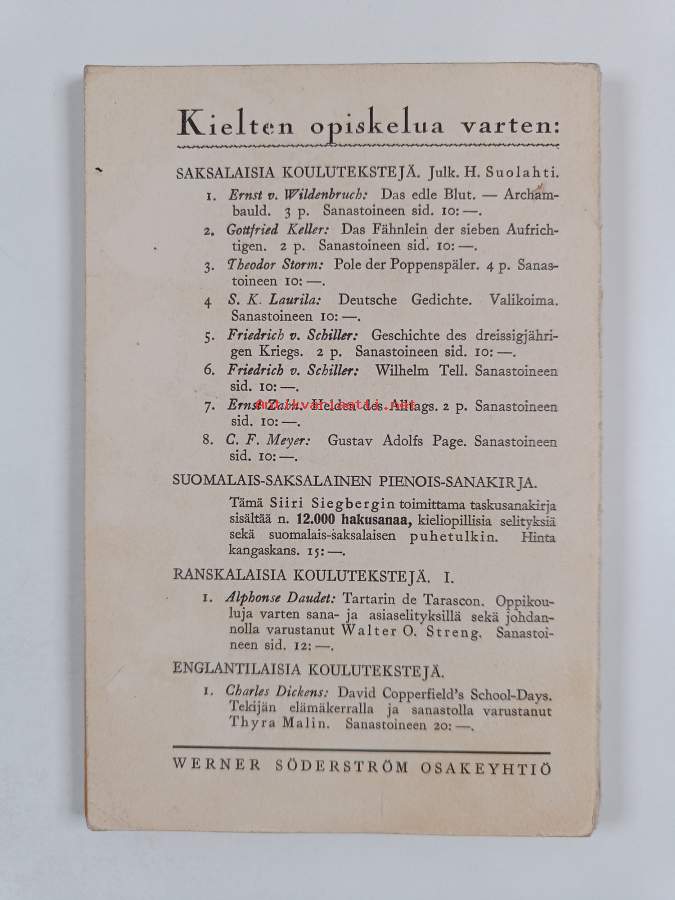 Kielten opiskelua varten:
SAKSALAISIA KOULUTEKSTEJÄ. Julk. H. Suolahti.
1. Ernst v. Wildenbruch: Das edle Blut. — Archam-
bauld. 3 p. Sanastoineen sid. 10: —.
2. Gottfried Keller: Das Fähnlein der sieben Aufrich-
tigen. 2 p. Sanastoineen sid. 10: —.
3. Theodor Storm: Pole der Poppenspäler. 4 p. Sanas-
toineen 10: —.
4 S. K. Laurila: Deutsche Gedichte. Valikoima.
Sanastoineen 10: —.
5. Friedrich v. Schiller: Geschichte des dreissigjähri-
gen Kriegs. 2 p. Sanastoineen sid. 10: —.
6. Friedrich v. Schiller: Wilhelm Tell. Sanastoineen
sid. 10: —.
7. Ernst Zahn: Helden des Alltags. 2 p. Sanastoineen
sid. 10: —.
8. C. F. Meyer: Gustav Adolfs Page. Sanastoineen
sid. 10: —.
SUOMALAIS-SAKSALAINEN PIENOIS-SANAKIRJA.
Tämä Siiri Siegbergin toimittama taskusanakirja
sisältää n. 12.000 hakusanaa, kieliopillisia selityksiä
sekä suomalais-saksalaisen puhetulkin. Hinta
kangaskans. 15: —.
RANSKALAISIA KOULUTEKSTEJÄ. I.
1. Alphonse Daudet: Tartarin de Tarascon. Oppikou-
luja varten sana- ja asiaselityksillä sekä johdan-
nolla varustanut Walter O. Streng. Sanastoi-
neen sid. 12: —.
ENGLANTILAISIA KOULUTEKSTEJÄ.
1. Charles Dickens: David Copperfield's School-Days.
Tekijän elämäkerralla ja sanastolla varustanut
Thyra Malin. Sanastoineen 20: —.
WERNER SÖDERSTRÖM OSAKEYHTIÖ